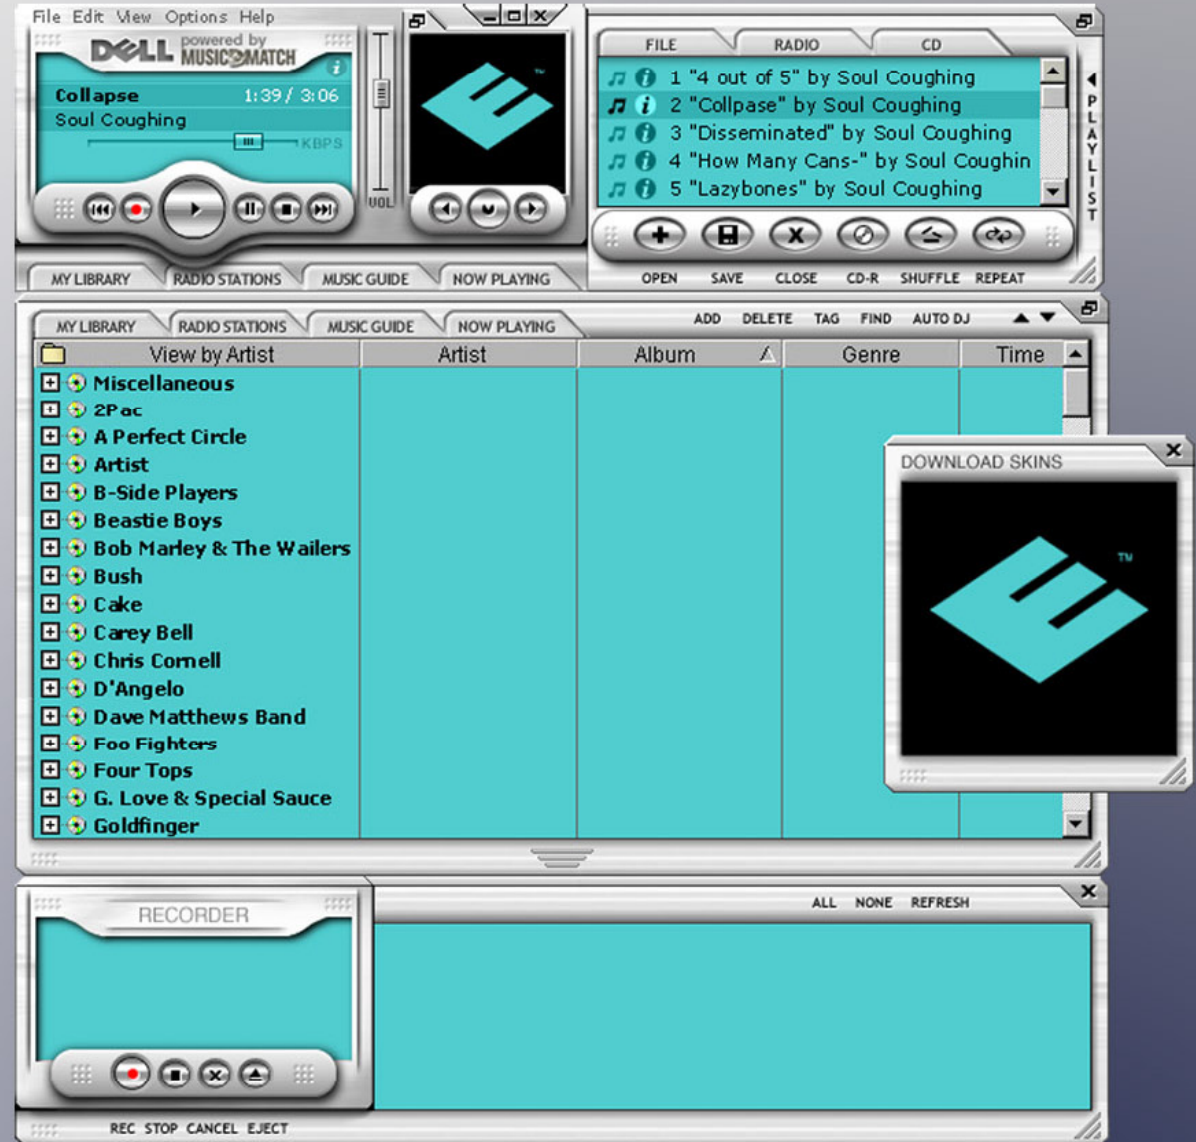 File Edit View Options Help
DELL powered by MUSICMATCH
i
Collapse 1:39 / 3:06
Soul Coughing
KBPS
VOL
TM
MY LIBRARY RADIO STATIONS MUSIC GUIDE NOW PLAYING
FILE RADIO CD
1 "4 out of 5" by Soul Coughing
2 "Collpase" by Soul Coughing
3 "Disseminated" by Soul Coughing
4 "How Many Cans-" by Soul Coughin
5 "Lazybones" by Soul Coughing
PLAYLIST
OPEN SAVE CLOSE CD-R SHUFFLE REPEAT
MY LIBRARY RADIO STATIONS MUSIC GUIDE NOW PLAYING
ADD DELETE TAG FIND AUTO DJ
View by Artist Artist Album Genre Time
Miscellaneous
2Pac
A Perfect Circle
Artist
B-Side Players
Beastie Boys
Bob Marley & The Wailers
Bush
Cake
Carey Bell
Chris Cornell
D'Angelo
Dave Matthews Band
Foo Fighters
Four Tops
G. Love & Special Sauce
Goldfinger
DOWNLOAD SKINS
TM
RECORDER
ALL NONE REFRESH
REC STOP CANCEL EJECT